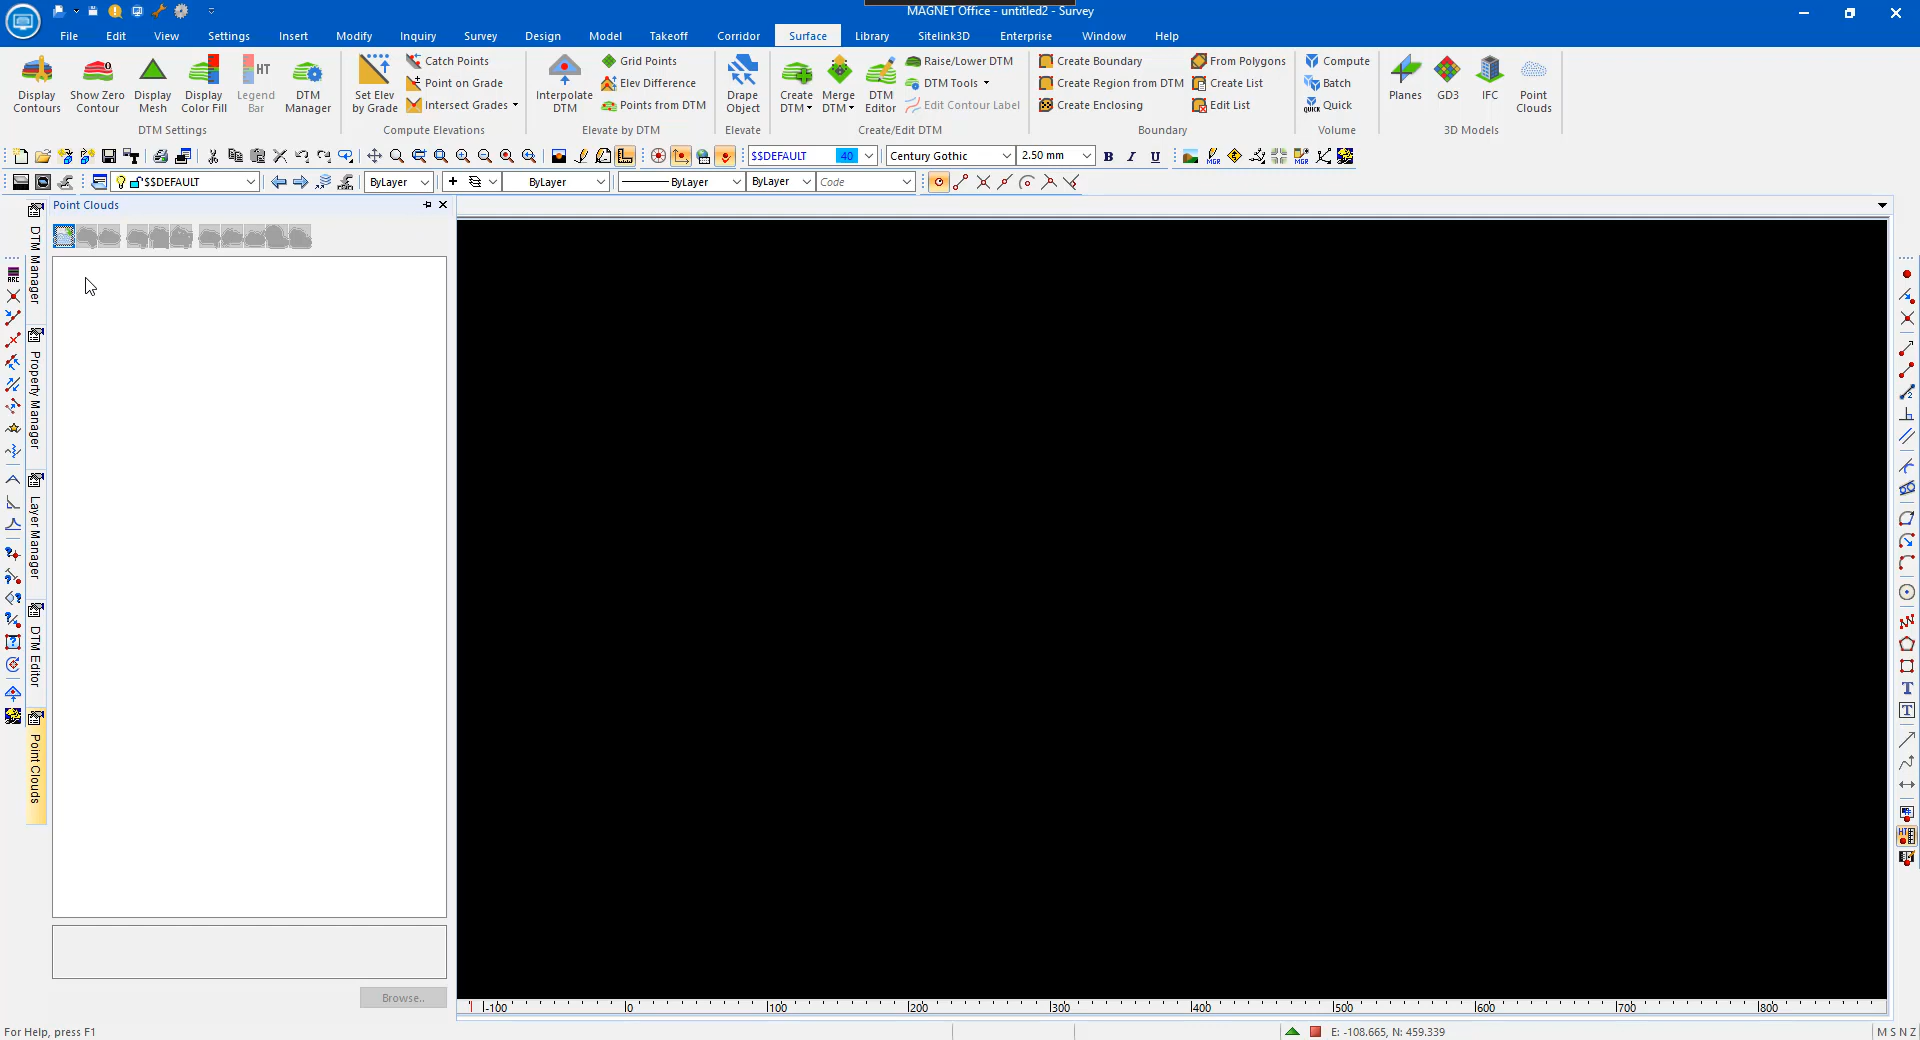 MAGNET Office - untitled2 - Survey
File Edit View Settings Insert Modify Inquiry Survey Design Model Takeoff Corridor Surface Library Sitelink3D Enterprise Window Help
Display Contours
Show Zero Contour
Display Mesh
Display Color Fill
Legend Bar
DTM Manager
DTM Settings
Set Elev by Grade
Catch Points
Point on Grade
Intersect Grades
Compute Elevations
Interpolate DTM
Grid Points
Elev Difference
Points from DTM
Elevate by DTM
Drape Object
Elevate
Create DTM
Merge DTM
DTM Editor
Raise/Lower DTM
DTM Tools
Edit Contour Label
Create/Edit DTM
Create Boundary
Create Region from DTM
Create Enclosing
From Polygons
Create List
Edit List
Boundary
Compute
Batch
QUICK Quick
Volume
Planes
GD3
IFC
Point Clouds
3D Models
$$DEFAULT 40 Century Gothic 2.50 mm B I U
$$DEFAULT ByLayer ByLayer ByLayer ByLayer Code
Point Clouds
DTM Manager
Property Manager
Layer Manager
DTM Editor
Point Clouds
Browse..
-100 0 100 200 300 400 500 600 700 800
For Help, press F1
E: -108.665, N: 459.339
M S N Z